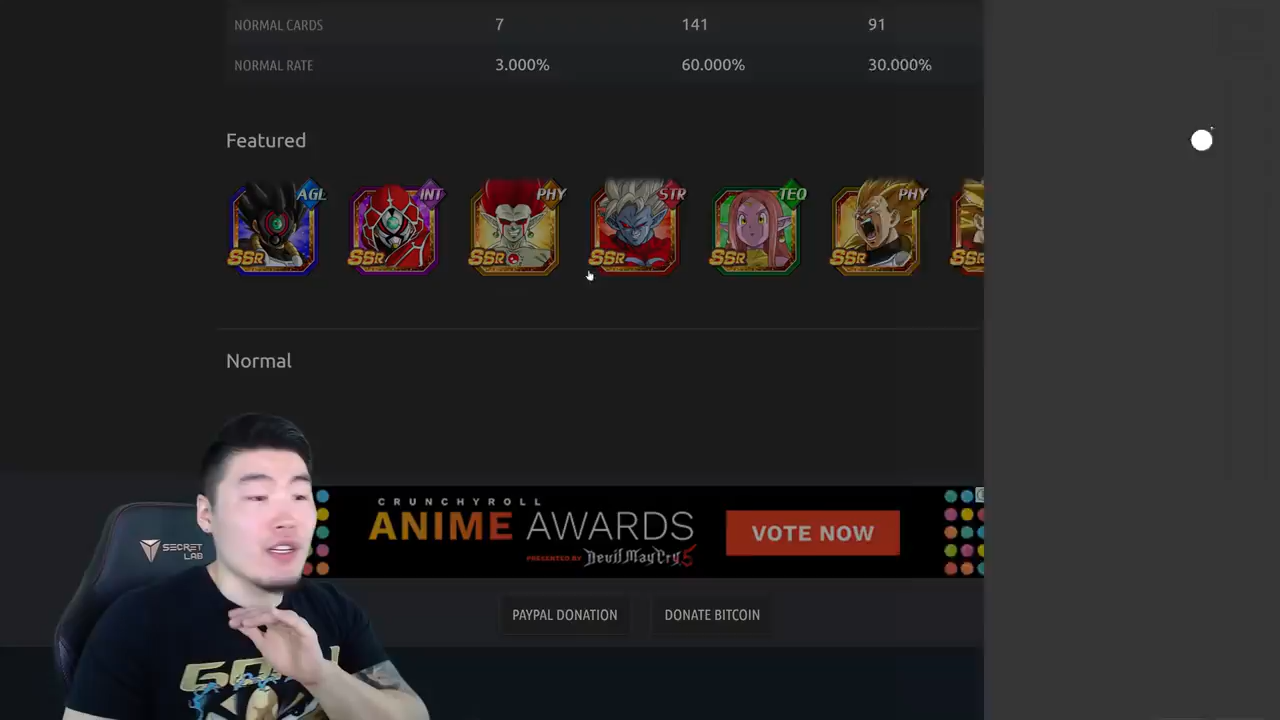 NORMAL CARDS 7 141 91
NORMAL RATE 3.000% 60.000% 30.000%
Featured
AGL INT PHY STR TEQ PHY
SSR SSR SSR SSR SSR SSR SSR
Normal
CRUNCHYROLL
ANIME AWARDS
PRESENTED BY Devil May Cry 5
VOTE NOW
SECRET
LAB
PAYPAL DONATION DONATE BITCOIN